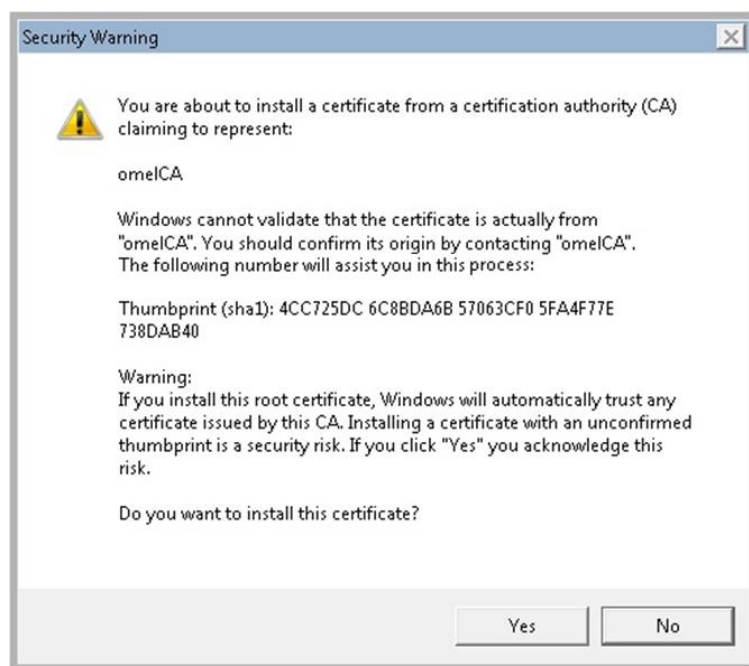 Security Warning
You are about to install a certificate from a certification authority (CA)
claiming to represent:
omelCA
Windows cannot validate that the certificate is actually from
"omelCA". You should confirm its origin by contacting "omelCA".
The following number will assist you in this process:
Thumbprint (sha1): 4CC725DC 6C8BDA6B 57063CF0 5FA4F77E
738DAB40
Warning:
If you install this root certificate, Windows will automatically trust any
certificate issued by this CA. Installing a certificate with an unconfirmed
thumbprint is a security risk. If you click "Yes" you acknowledge this
risk.
Do you want to install this certificate?
Yes No